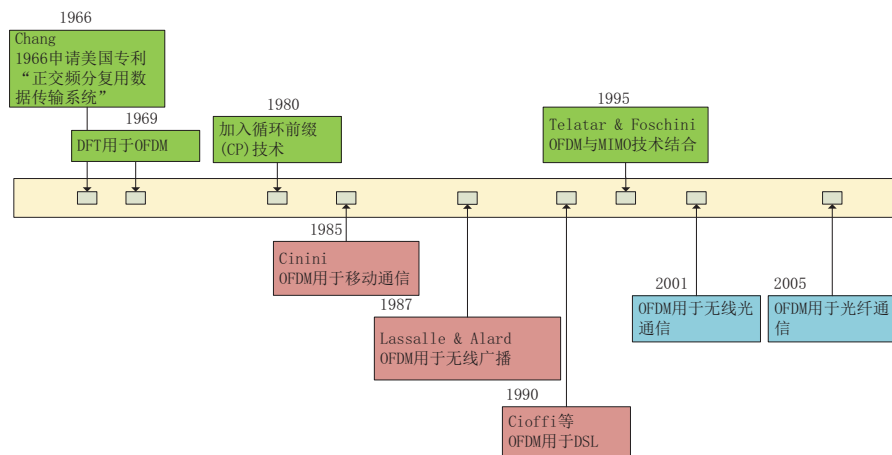 1966
Chang
1966申请美国专利
“正交频分复用数
据传输系统”
1969
DFT用于OFDM
1980
加入循环前缀
(CP)技术
1995
Telatar & Foschini
OFDM与MIMO技术结合
1985
Cinini
OFDM用于移动通信
1987
Lassalle & Alard
OFDM用于无线广播
1990
Cioffi等
OFDM用于DSL
2001
OFDM用于无线光
通信
2005
OFDM用于光纤通
信